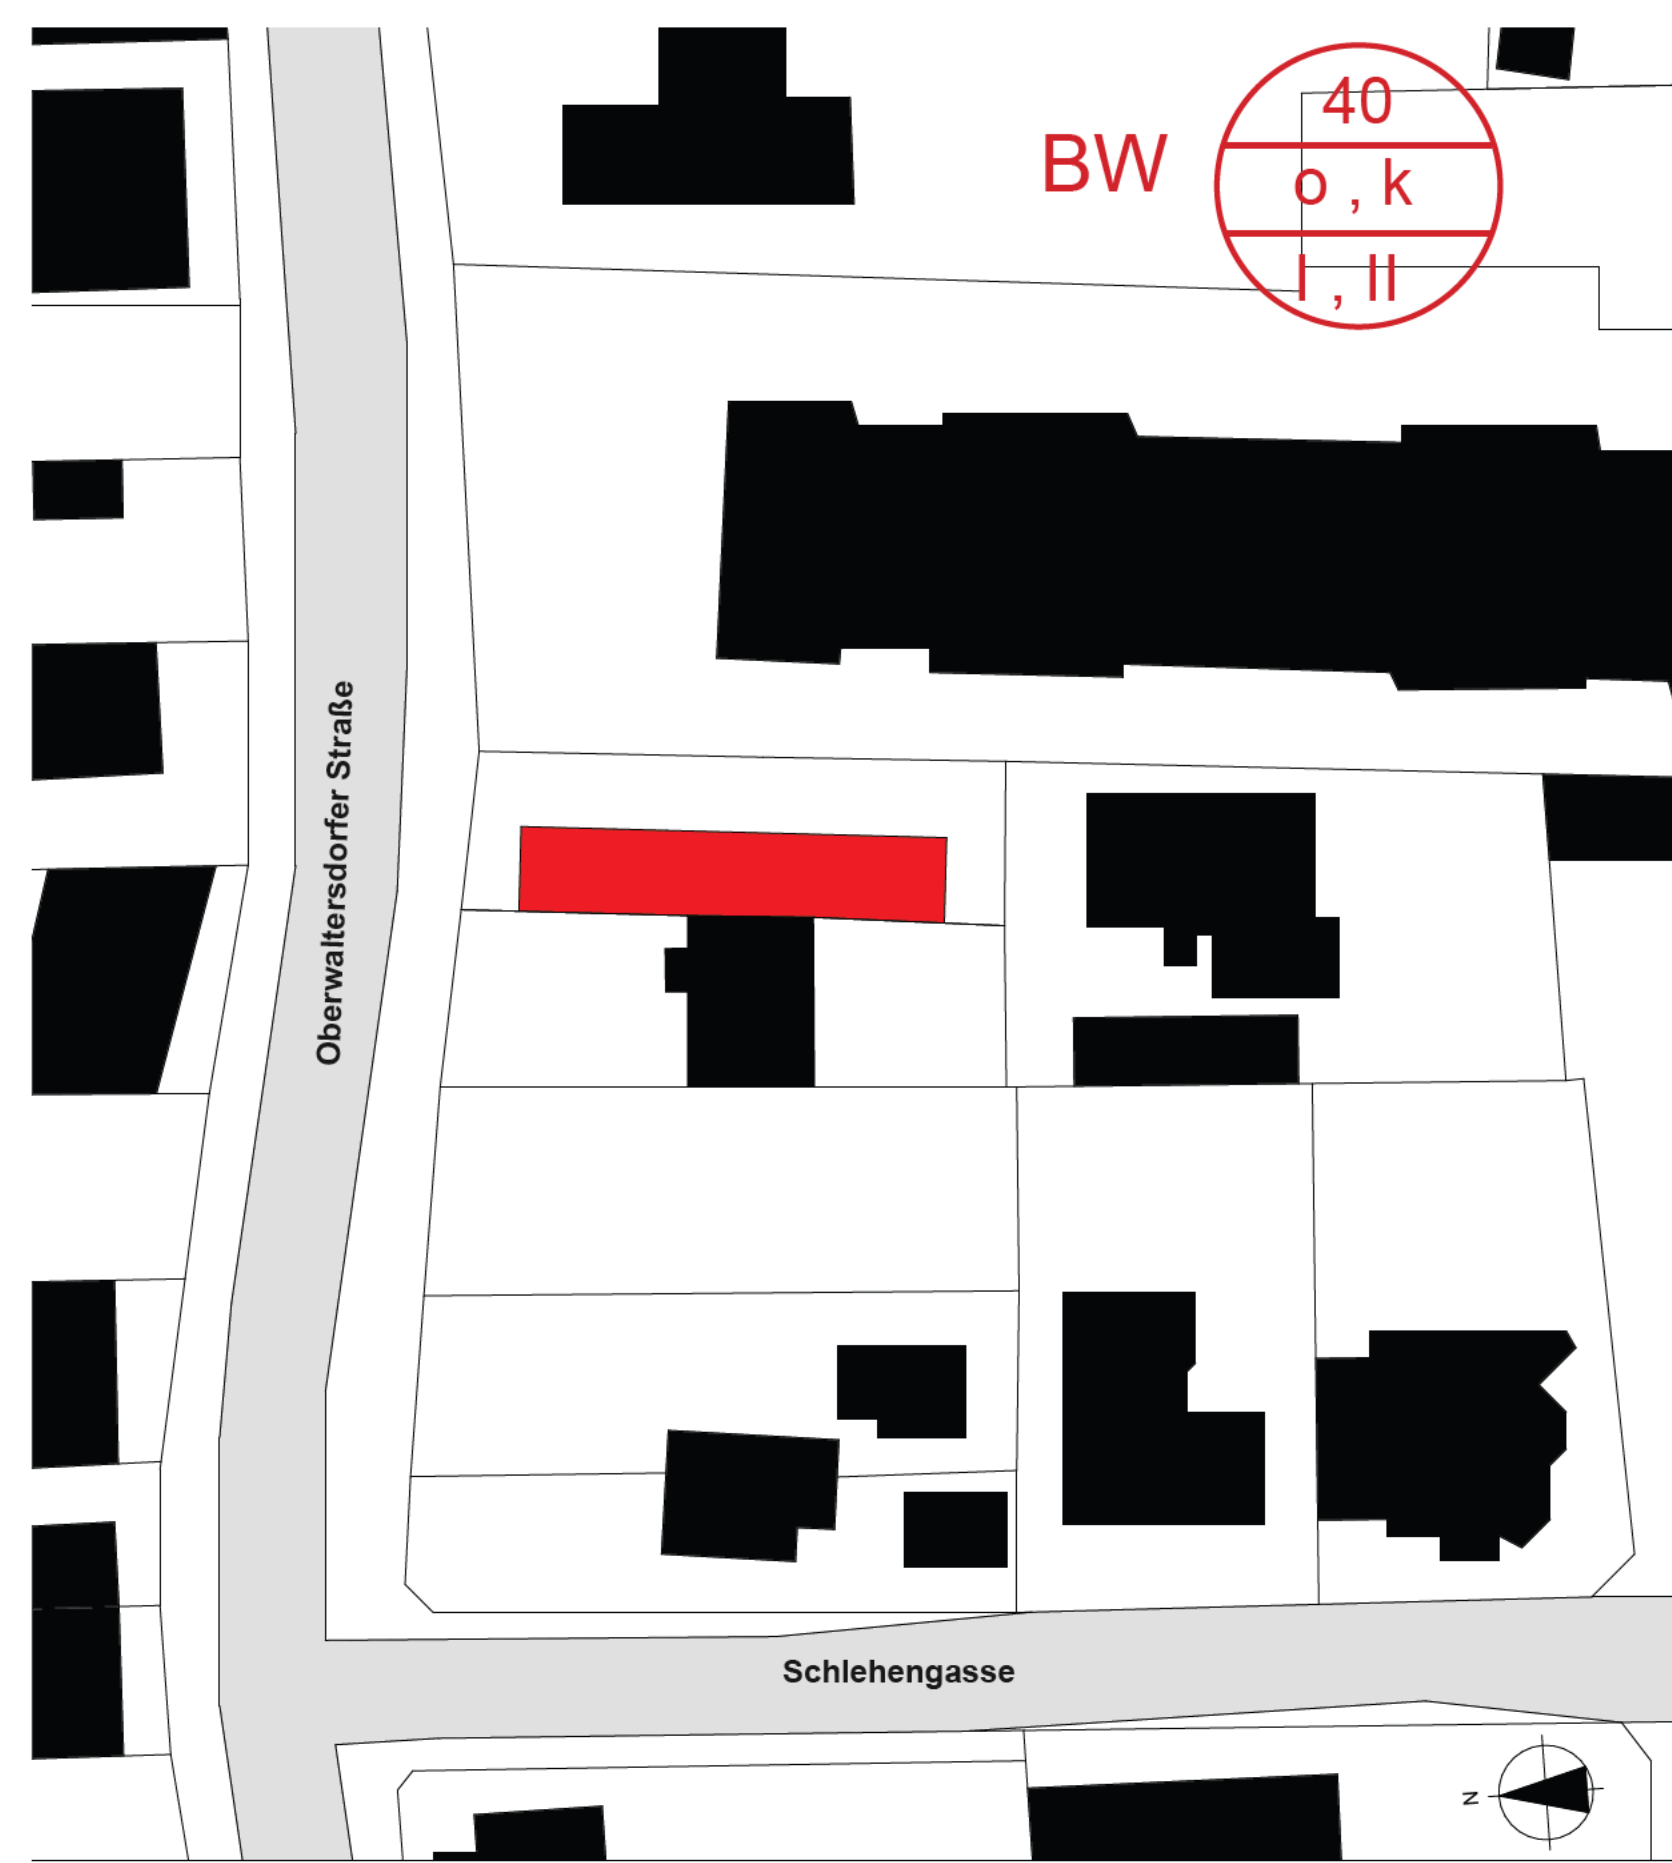 BW
40
o , k
I , II
Oberwaltersdorfer Straße
Schlehengasse
N